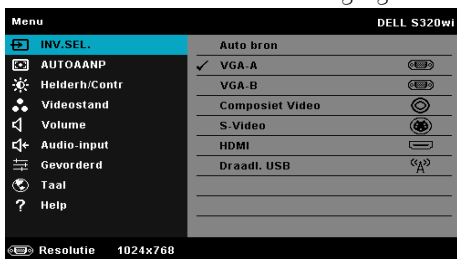 Menu DELL S320wi
INV.SEL. Auto bron
AUTOAANP ✓ VGA-A
Helderh/Contr VGA-B
Videostand Composiet Video
Volume S-Video
Audio-input HDMI
Gevorderd Draadl. USB
Taal
Help
Resolutie 1024x768